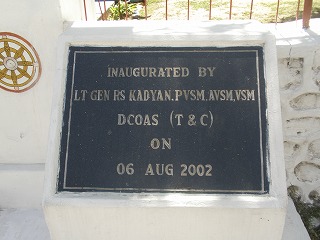 INAUGURATED BY
LT GEN RS KADYAN.PVSM.AVSM,VSM
DCOAS (T & C)
ON
06 AUG 2002